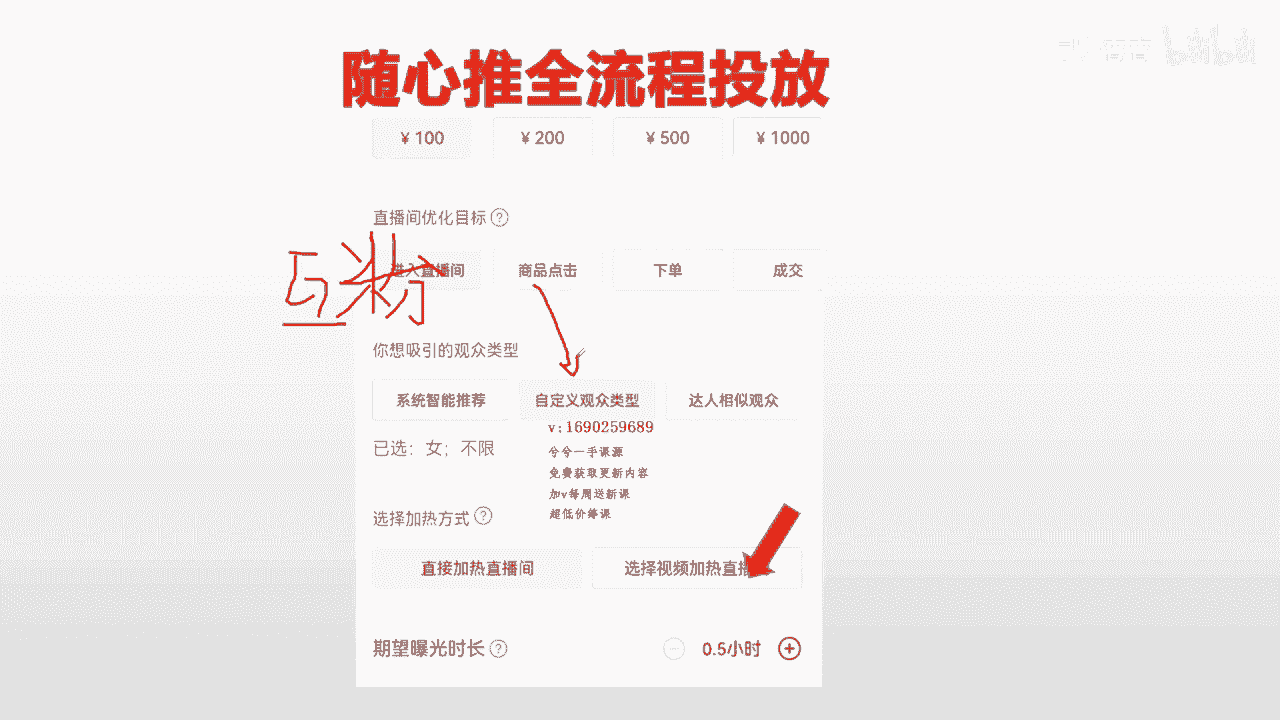 bilibili
随心推全流程投放
¥ 100 ¥ 200 ¥ 500 ¥ 1000
直播间优化目标 ?
进入直播间 商品点击 下单 成交
互粉
你想吸引的观众类型
系统智能推荐 自定义观众类型 达人相似观众
v:1690259689
已选：女；不限
兮兮一手课源
免费获取更新内容
加v每周送新课
超低价缘课
选择加热方式 ?
直接加热直播间 选择视频加热直播
期望曝光时长 ? 0.5小时